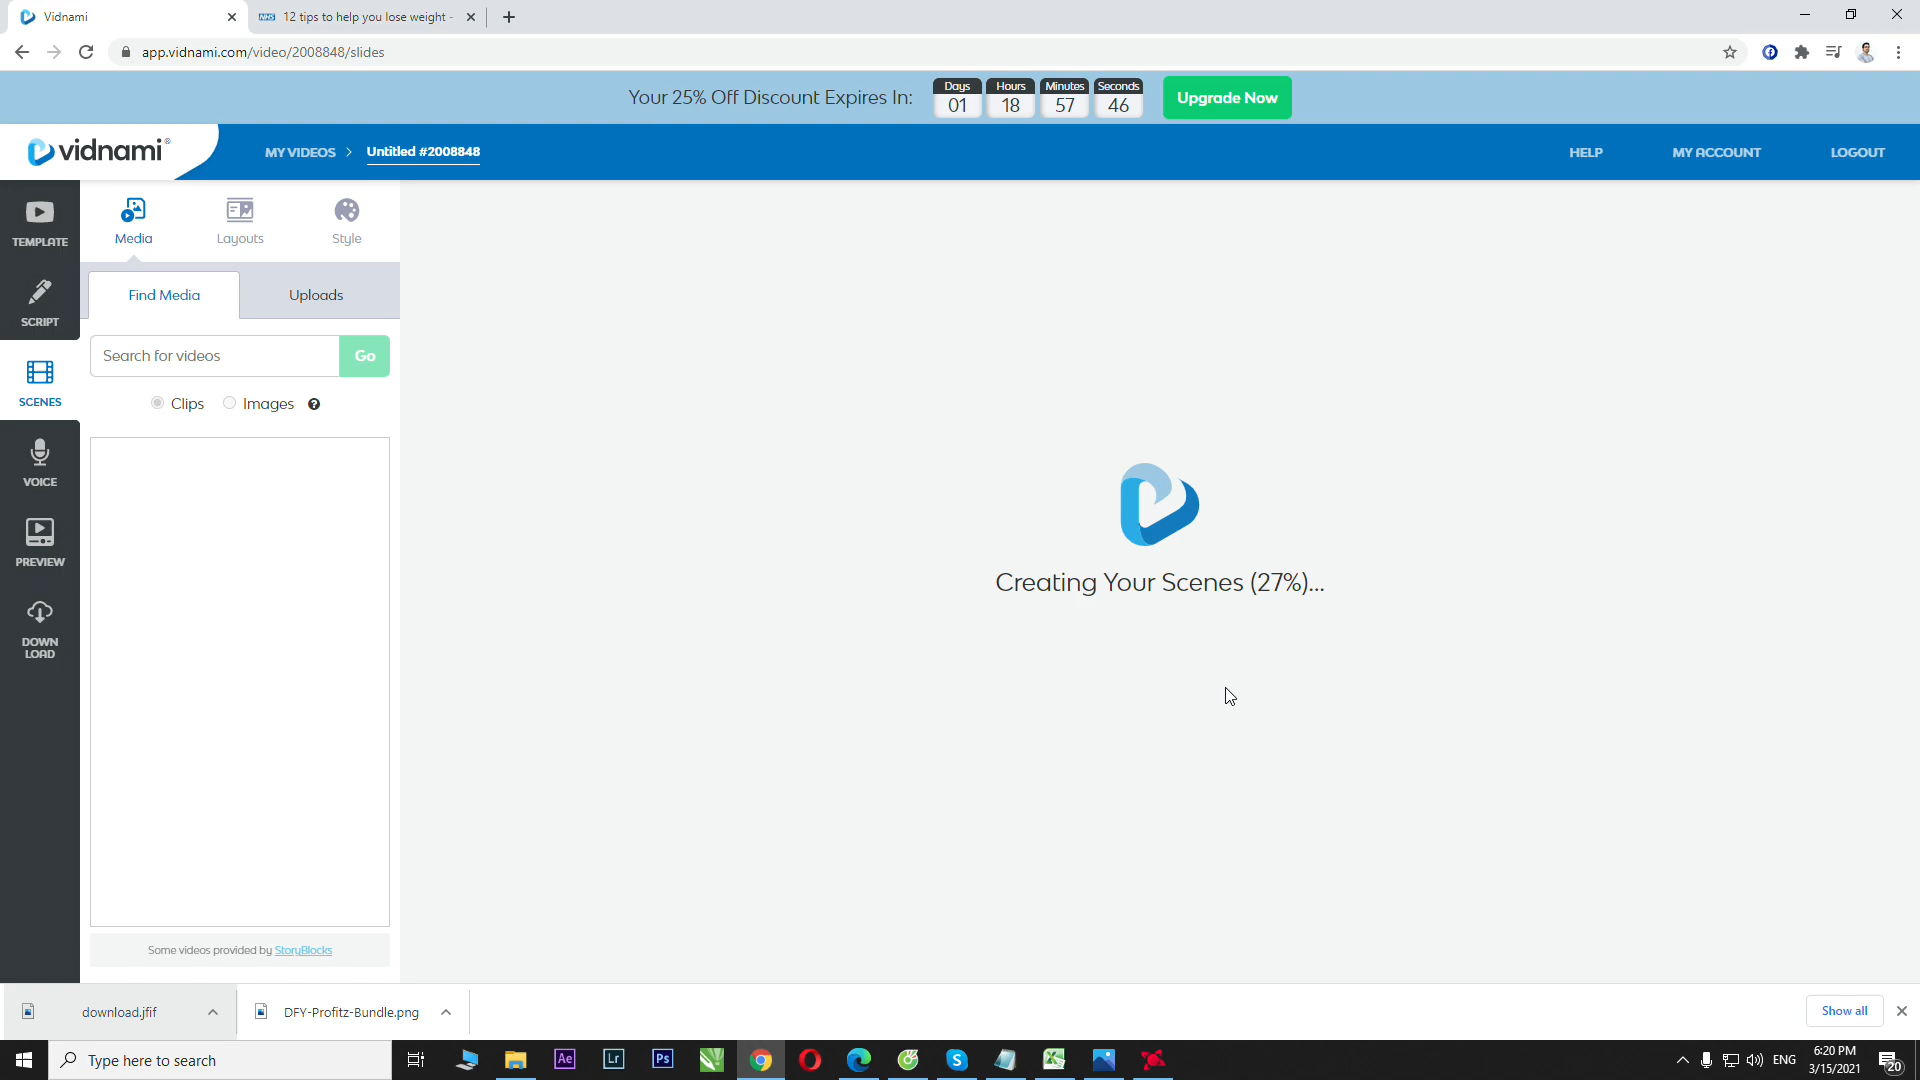 Vidnami
12 tips to help you lose weight -
app.vidnami.com/video/2008848/slides
Your 25% Off Discount Expires In:
Days Hours Minutes Seconds
01 18 57 46
Upgrade Now
vidnami®
MY VIDEOS > Untitled #2008848
HELP
MY ACCOUNT
LOGOUT
TEMPLATE
SCRIPT
SCENES
VOICE
PREVIEW
DOWN
LOAD
Media
Layouts
Style
Find Media
Uploads
Search for videos
Go
Clips
Images
?
Some videos provided by StoryBlocks
Creating Your Scenes (27%)...
download.jfif
DFY-Profitz-Bundle.png
Show all
Type here to search
Ae
Lr
Ps
ENG
6:20 PM
3/15/2021
20